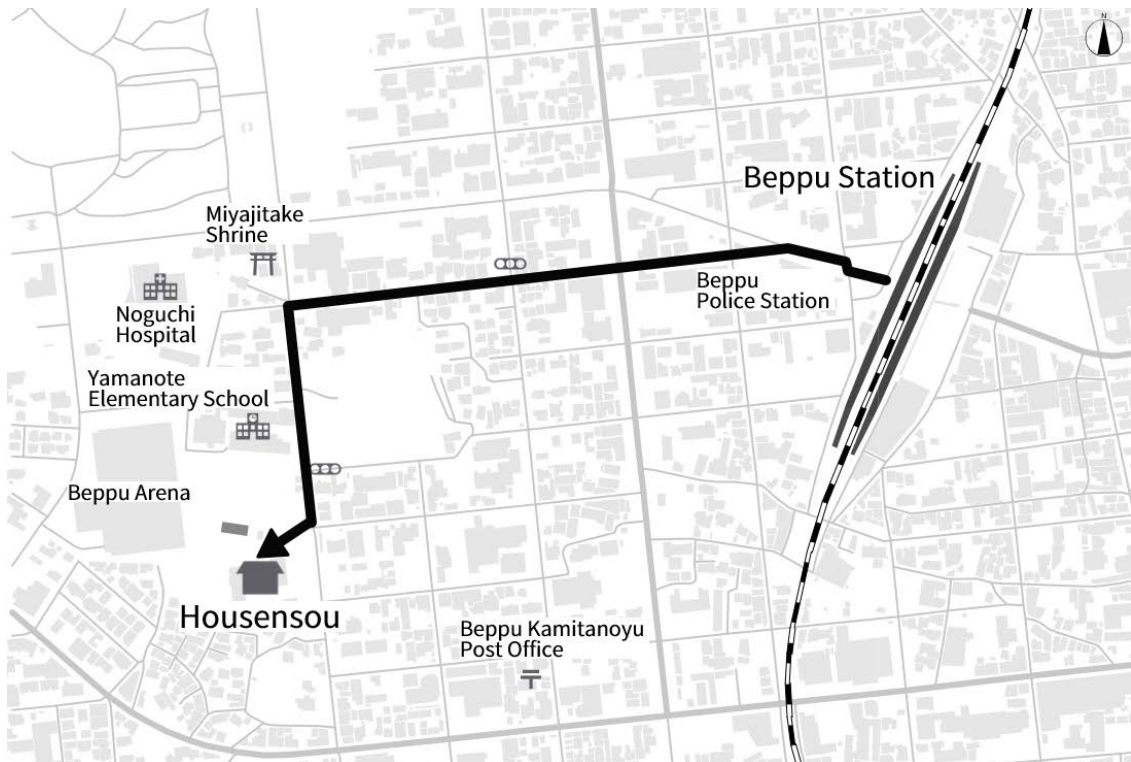 N
Beppu Station
Miyajitake
Shrine
Beppu
Police Station
Noguchi
Hospital
Yamanote
Elementary School
Beppu Arena
Housensou
Beppu Kamitanoyu
Post Office